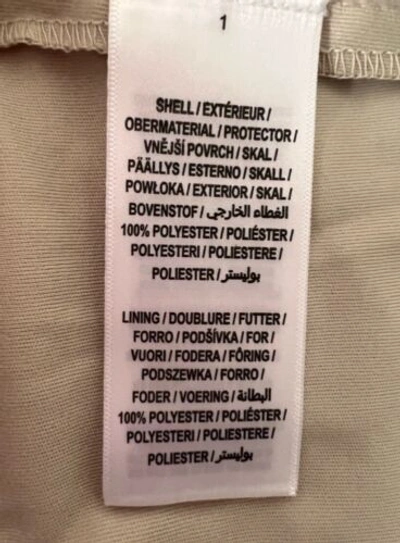 1
SHELL / EXTÉRIEUR /
OBERMATERIAL / PROTECTOR /
VNĚJŠÍ POVRCH / SKAL /
PÄÄLLYS / ESTERNO / SKALL /
POWŁOKA / EXTERIOR / SKAL /
BOVENSTOF / الغطاء الخارجي /
100% POLYESTER / POLIÉSTER /
POLYESTERI / POLIESTERE /
POLIESTER / بوليستر /
LINING / DOUBLURE / FUTTER /
FORRO / PODŠÍVKA / FOR /
VUORI / FODERA / FÔRING /
PODSZEWKA / FORRO /
FODER / VOERING / البطانة /
100% POLYESTER / POLIÉSTER /
POLYESTERI / POLIESTERE /
POLIESTER / بوليستر